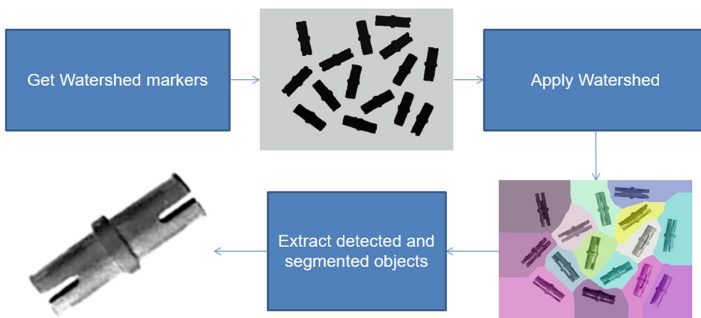 Get Watershed markers
Apply Watershed
Extract detected and
segmented objects